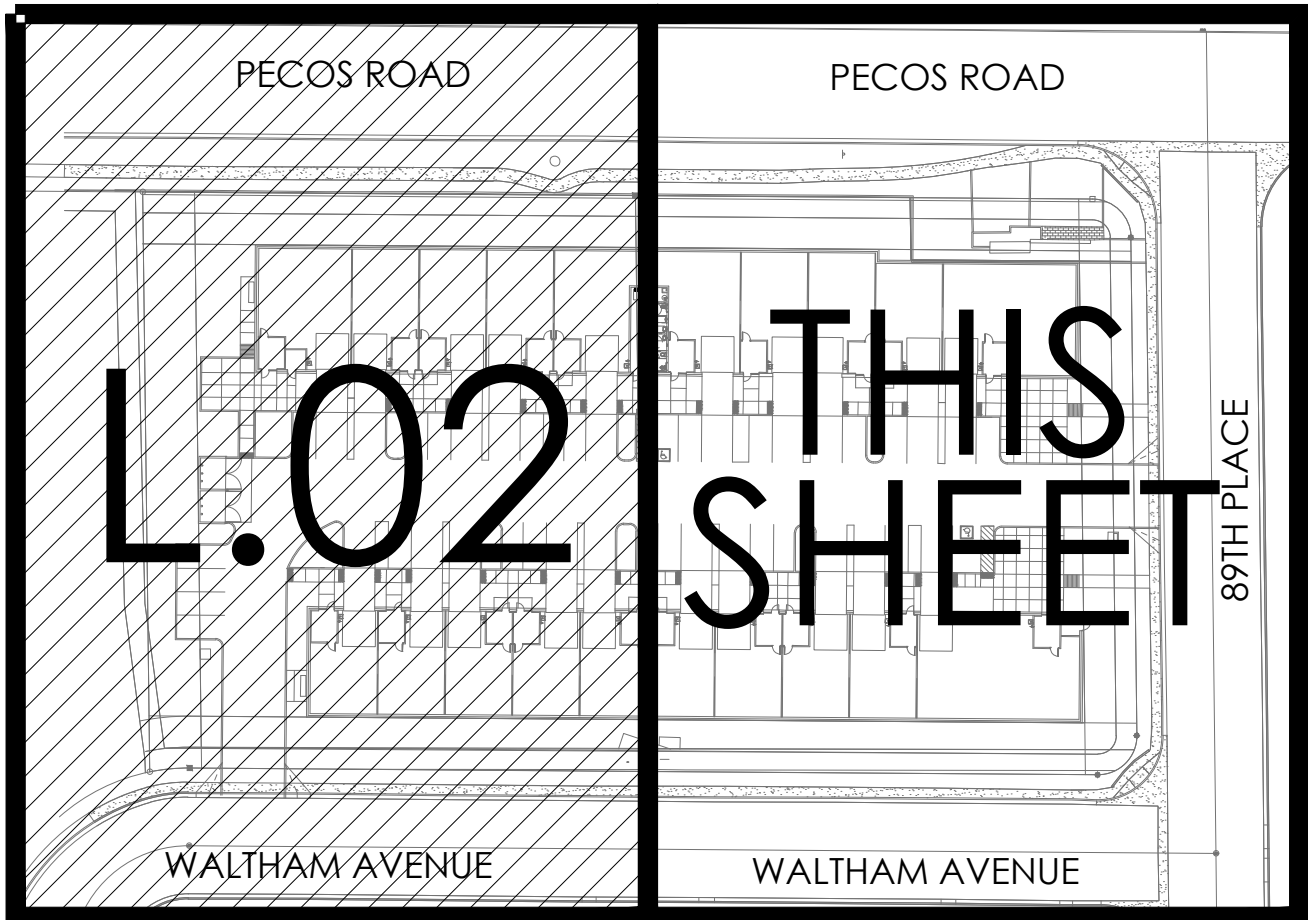 PECOS ROAD
PECOS ROAD
L.02
THIS
SHEET
89TH PLACE
WALTHAM AVENUE
WALTHAM AVENUE